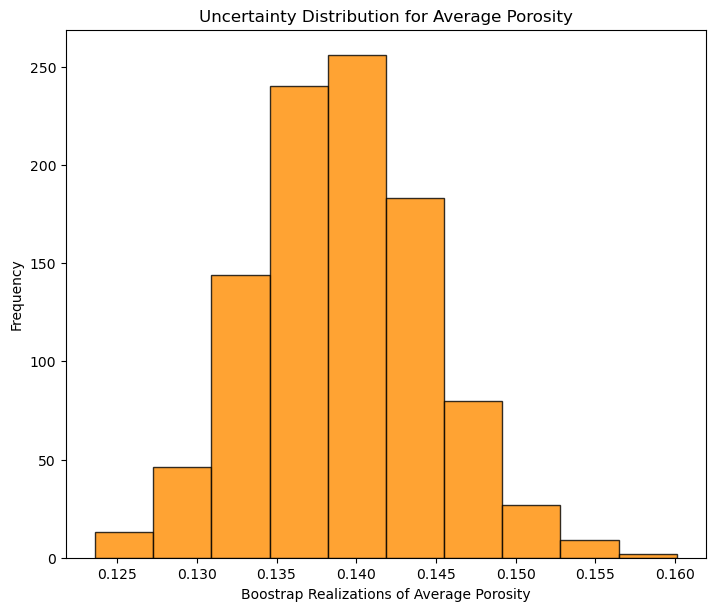 Uncertainty Distribution for Average Porosity
250
200
150
100
50
0
Frequency
0.125 0.130 0.135 0.140 0.145 0.150 0.155 0.160
Boostrap Realizations of Average Porosity